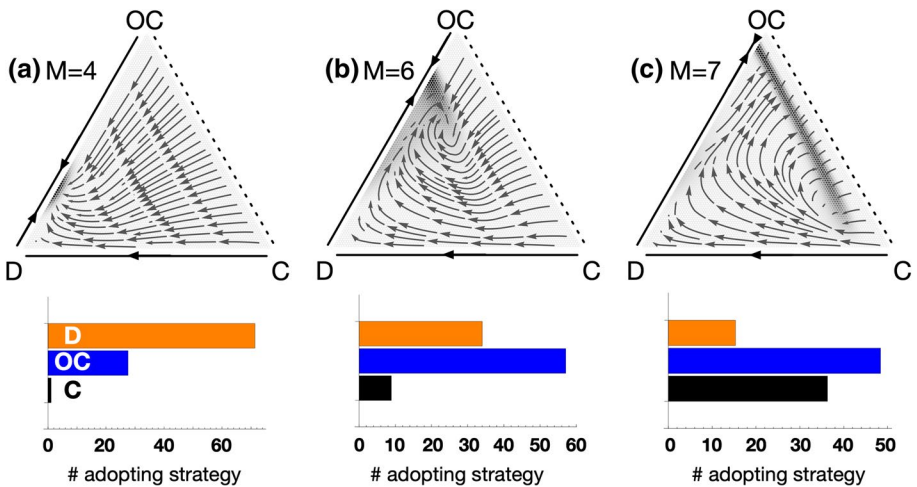 OC
(a) M=4
D
C
OC
(b) M=6
D
C
OC
(c) M=7
D
C
D
OC
C
0 20 40 60
# adopting strategy
0 10 20 30 40 50 60
# adopting strategy
0 10 20 30 40 50
# adopting strategy